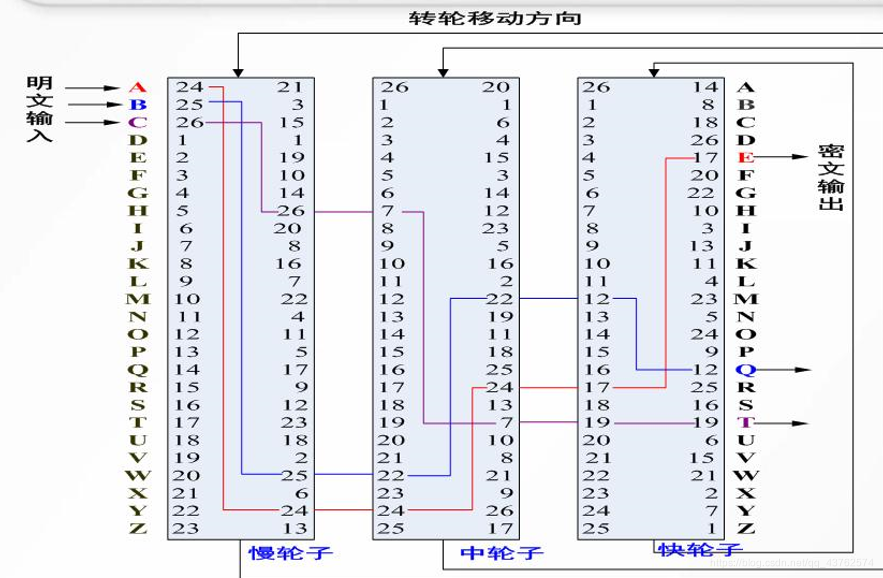 转轮移动方向
明文输入
密文输出
A 24 21 26 20 26 14 A
B 25 3 1 1 1 8 B
C 26 15 2 6 2 18 C
D 1 1 3 4 3 26 D
E 2 19 4 15 4 17 E
F 3 10 5 3 5 20 F
G 4 14 6 14 6 22 G
H 5 26 7 12 7 10 H
I 6 20 8 23 8 3 I
J 7 8 9 5 9 13 J
K 8 16 10 16 10 11 K
L 9 7 11 2 11 4 L
M 10 22 12 22 12 23 M
N 11 4 13 19 13 5 N
O 12 11 14 11 14 24 O
P 13 5 15 18 15 9 P
Q 14 17 16 25 16 12 Q
R 15 9 17 24 17 25 R
S 16 12 18 13 18 16 S
T 17 23 19 7 19 19 T
U 18 18 20 10 20 6 U
V 19 2 21 8 21 15 V
W 20 25 22 21 22 21 W
X 21 6 23 9 23 2 X
Y 22 24 24 26 24 7 Y
Z 23 13 25 17 25 1 Z
慢轮子 中轮子 快轮子
https://blog.csdn.net/qq_43762574